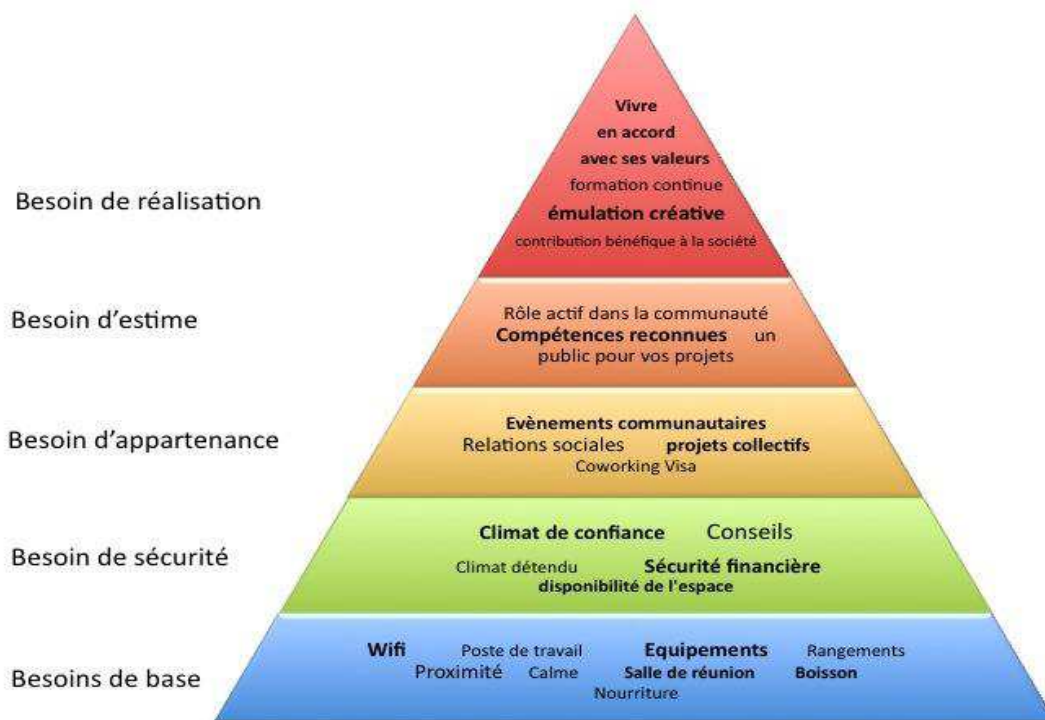 Vivre
en accord
avec ses valeurs
formation continue
Besoin de réalisation
émulation créative
contribution bénéfique à la société
Besoin d'estime
Rôle actif dans la communauté
Compétences reconnues un
public pour vos projets
Besoin d'appartenance
Evènements communautaires
Relations sociales projets collectifs
Coworking Visa
Besoin de sécurité
Climat de confiance Conseils
Climat détendu Sécurité financière
disponibilité de l'espace
Besoins de base
Wifi Poste de travail Equipements Rangements
Proximité Calme Salle de réunion Boisson
Nourriture